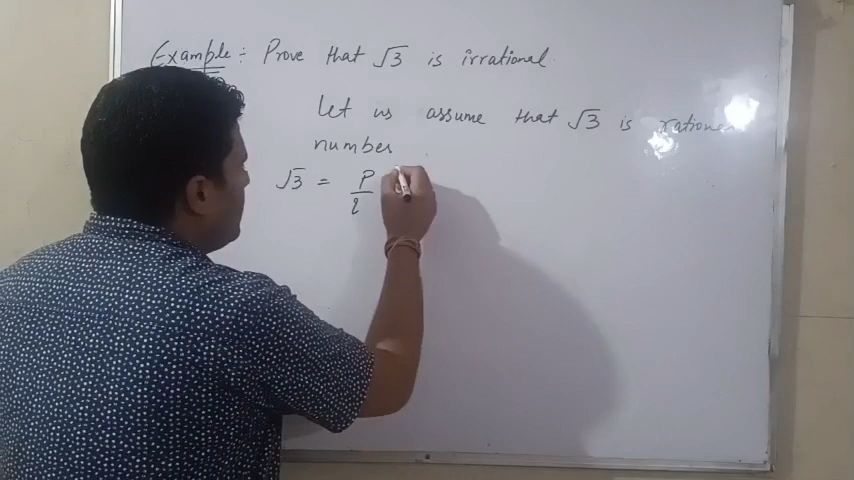 Example :- Prove that √3 is irrational.
Let us assume that √3 is rational
number
√3 = p/q